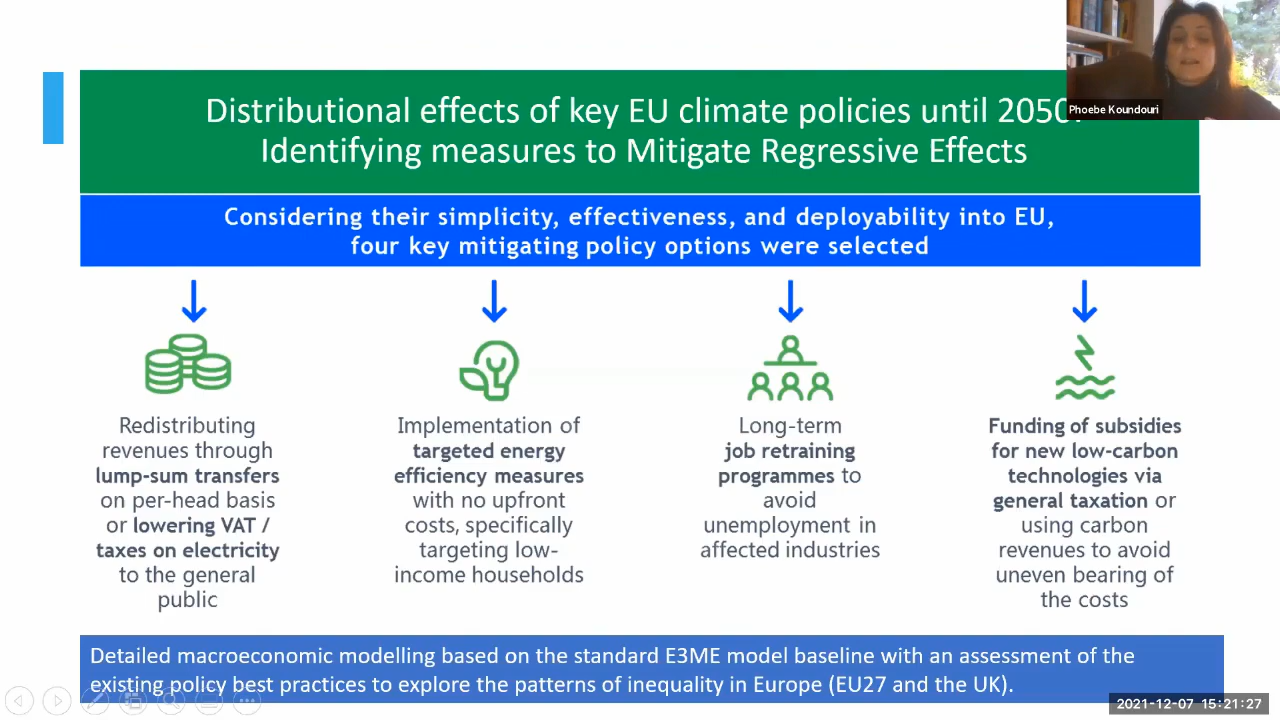 Distributional effects of key EU climate policies until 2050:
Identifying measures to Mitigate Regressive Effects
Phoebe Koundouri
Considering their simplicity, effectiveness, and deployability into EU,
four key mitigating policy options were selected
Redistributing
revenues through
lump-sum transfers
on per-head basis
or lowering VAT /
taxes on electricity
to the general
public
Implementation of
targeted energy
efficiency measures
with no upfront
costs, specifically
targeting low-
income households
Long-term
job retraining
programmes to
avoid
unemployment in
affected industries
Funding of subsidies
for new low-carbon
technologies via
general taxation or
using carbon
revenues to avoid
uneven bearing of
the costs
Detailed macroeconomic modelling based on the standard E3ME model baseline with an assessment of the
existing policy best practices to explore the patterns of inequality in Europe (EU27 and the UK).
2021-12-07 15:21:27